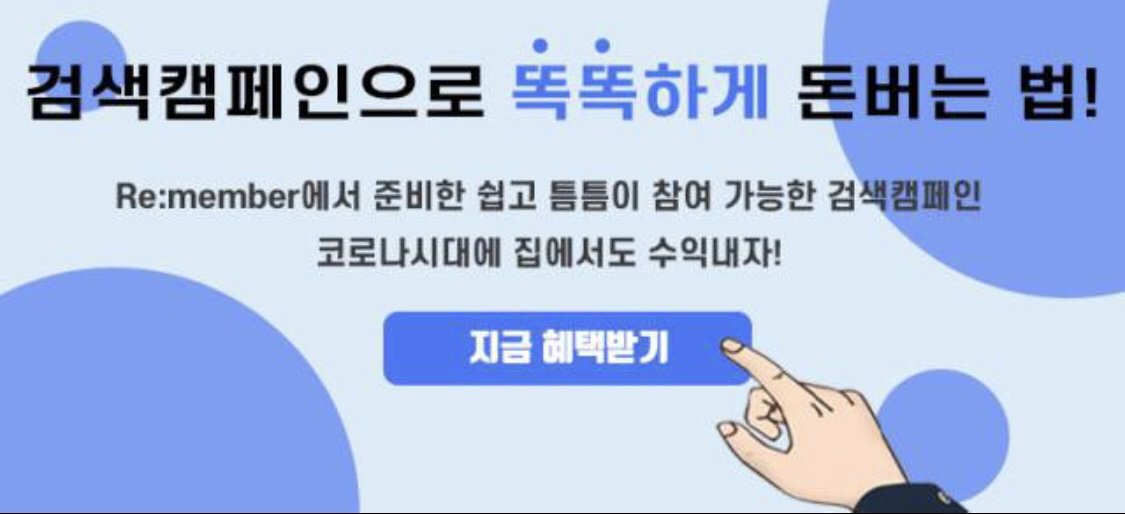 검색캠페인으로 똑똑하게 돈버는 법!
Re:member에서 준비한 쉽고 틈틈이 참여 가능한 검색캠페인
코로나시대에 집에서도 수익내자!
지금 혜택받기